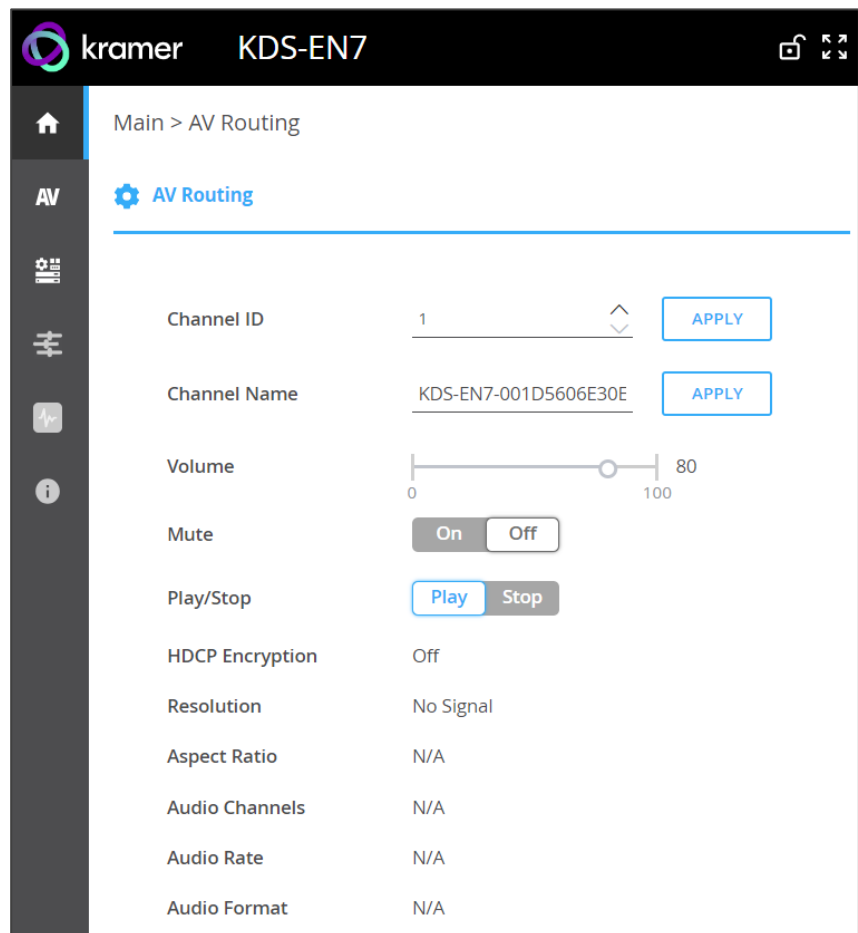 kramer KDS-EN7
Main > AV Routing
AV
AV Routing
Channel ID 1 APPLY
Channel Name KDS-EN7-001D5606E30E APPLY
Volume 80
0 100
Mute On Off
Play/Stop Play Stop
HDCP Encryption Off
Resolution No Signal
Aspect Ratio N/A
Audio Channels N/A
Audio Rate N/A
Audio Format N/A